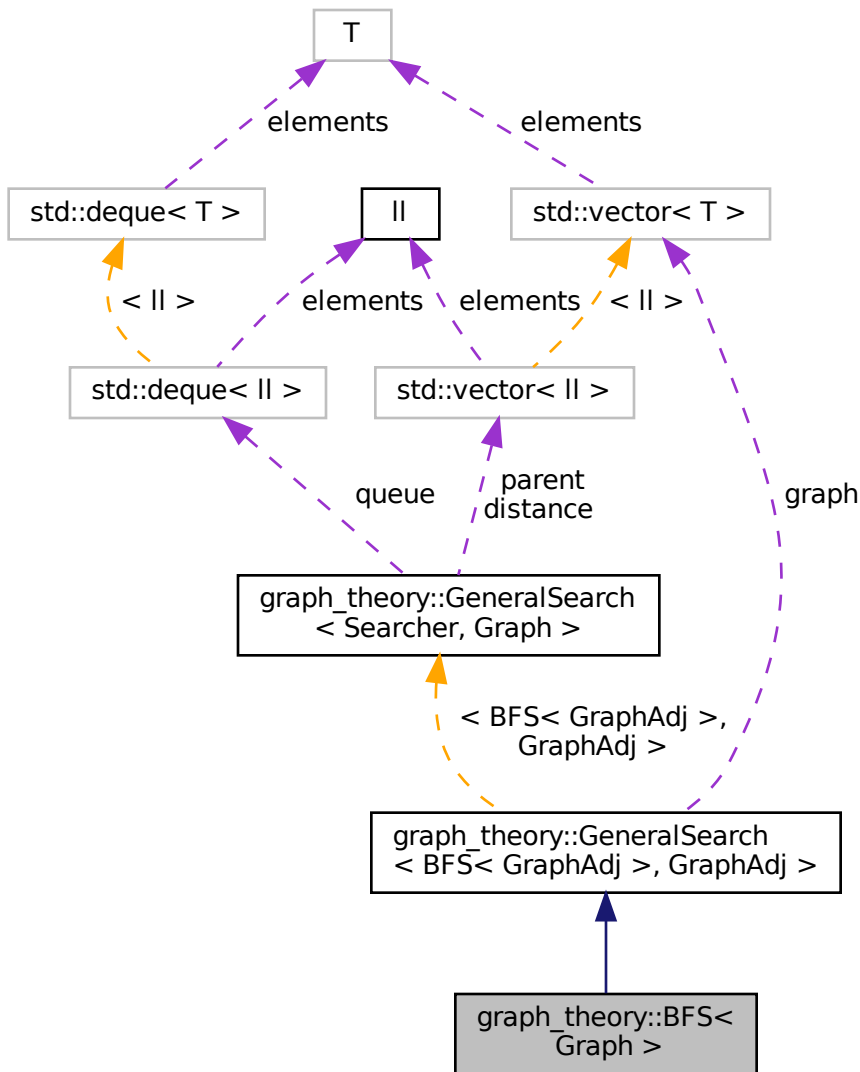 T
elements
elements
std::deque< T >
ll
std::vector< T >
< ll >
elements
elements
< ll >
std::deque< ll >
std::vector< ll >
queue
parent
distance
graph
graph_theory::GeneralSearch
< Searcher, Graph >
< BFS< GraphAdj >,
GraphAdj >
graph_theory::GeneralSearch
< BFS< GraphAdj >, GraphAdj >
graph_theory::BFS<
Graph >